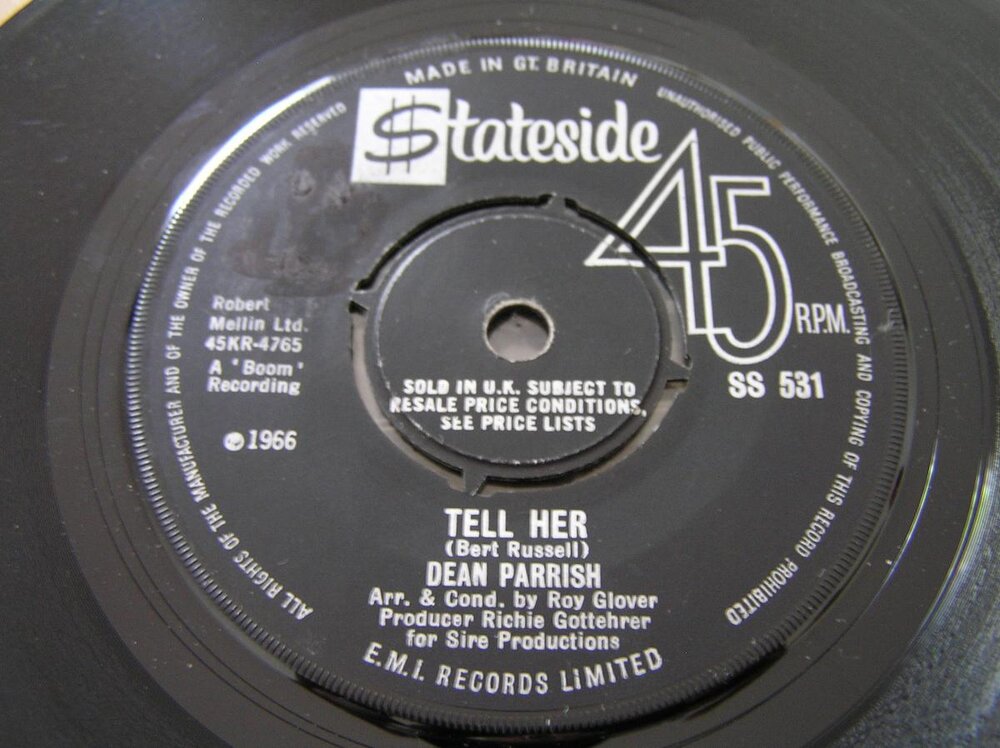 MADE IN GT. BRITAIN
$tateside
45
R.P.M.
UNAUTHORISED PUBLIC PERFORMANCE BROADCASTING AND COPYING OF THIS RECORD PROHIBITED
ALL RIGHTS OF THE MANUFACTURER AND OF THE OWNER OF THE RECORDED WORK RESERVED
Robert
Mellin Ltd.
45KR-4765
A 'Boom'
Recording
℗1966
SS 531
SOLD IN U.K. SUBJECT TO
RESALE PRICE CONDITIONS,
SEE PRICE LISTS
TELL HER
(Bert Russell)
DEAN PARRISH
Arr. & Cond. by Roy Glover
Producer Richie Gottehrer
for Sire Productions
E.M.I. RECORDS LIMITED